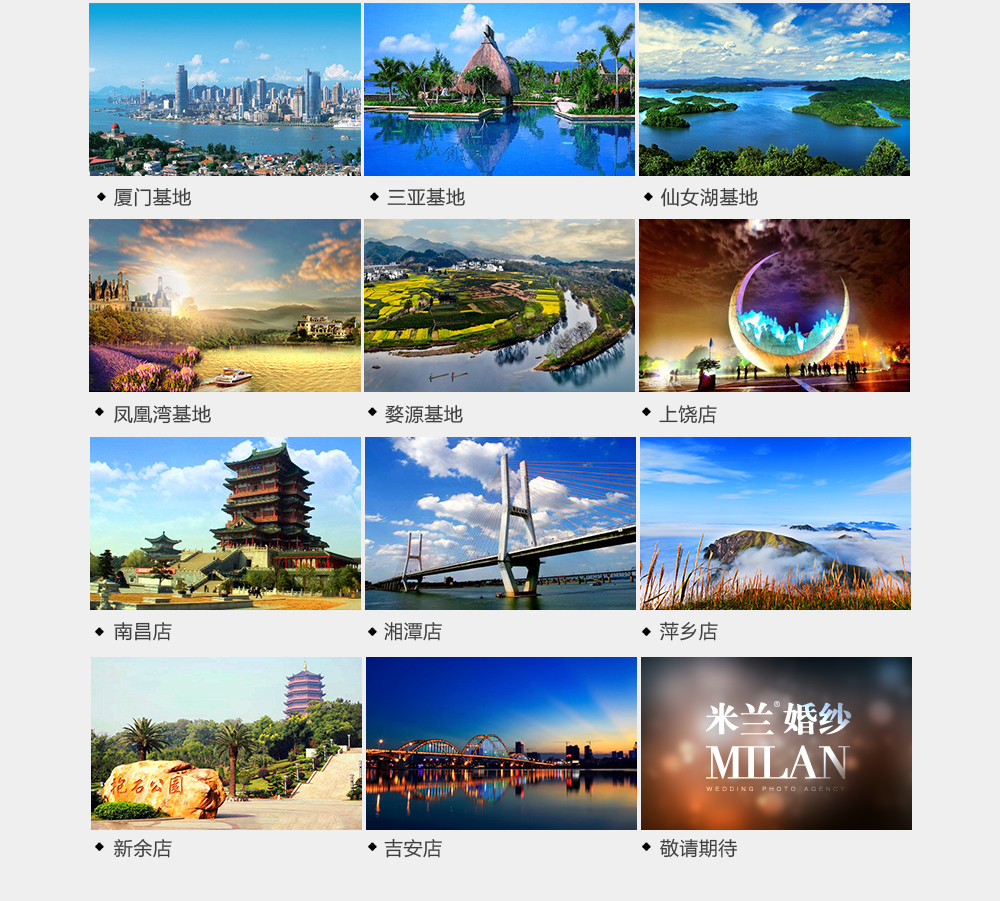 ◆ 厦门基地
◆ 三亚基地
◆ 仙女湖基地
◆ 凤凰湾基地
◆ 婺源基地
◆ 上饶店
◆ 南昌店
◆ 湘潭店
◆ 萍乡店
抱石公園
米兰®婚纱
MILAN
WEDDING PHOTO AGENCY
◆ 新余店
◆ 吉安店
◆ 敬请期待